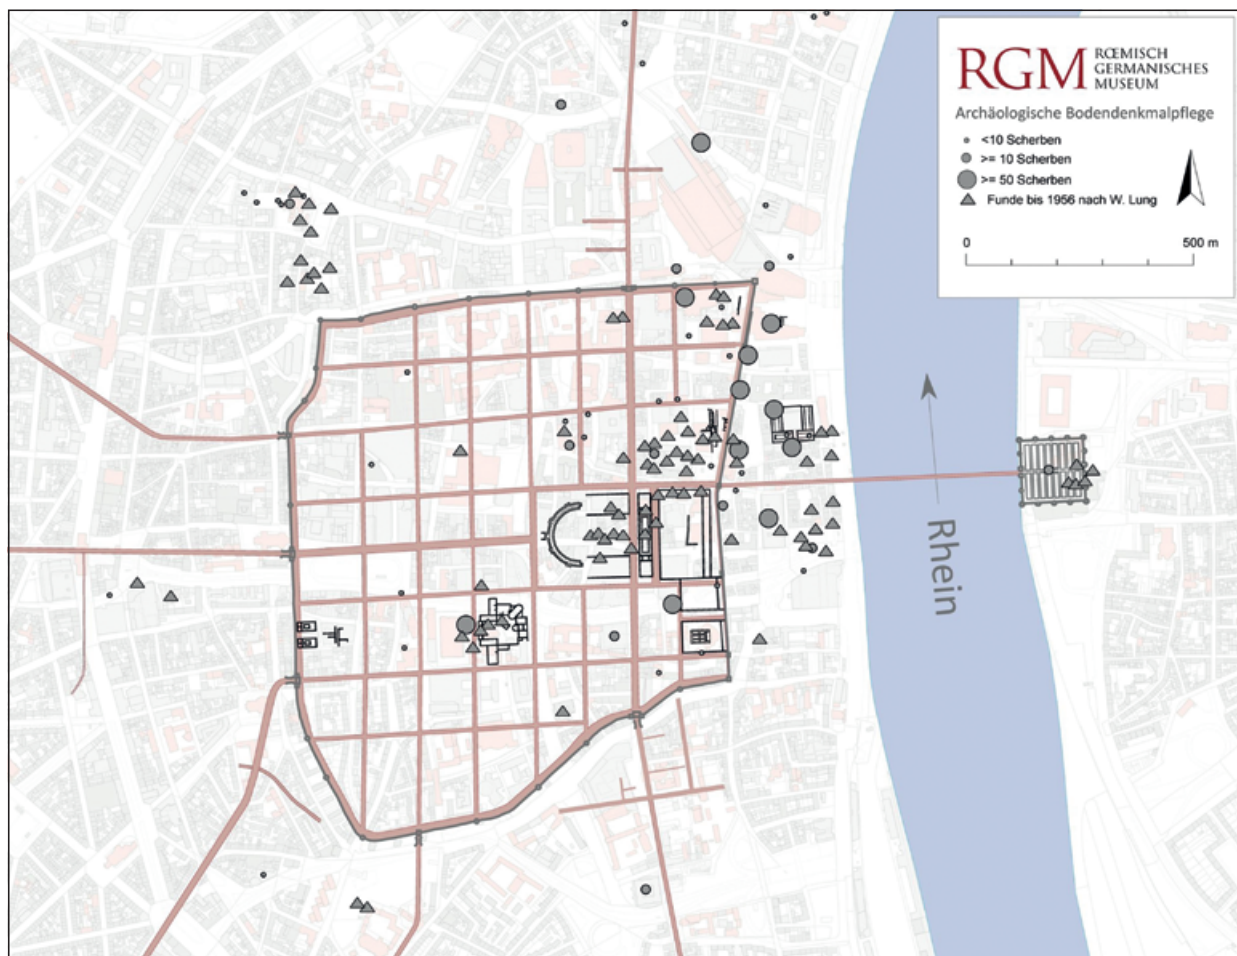 RGM RŒMISCH
GERMANISCHES
MUSEUM
Archäologische Bodendenkmalpflege
<10 Scherben
>= 10 Scherben
>= 50 Scherben
Funde bis 1956 nach W. Lung
0 500 m
Rhein